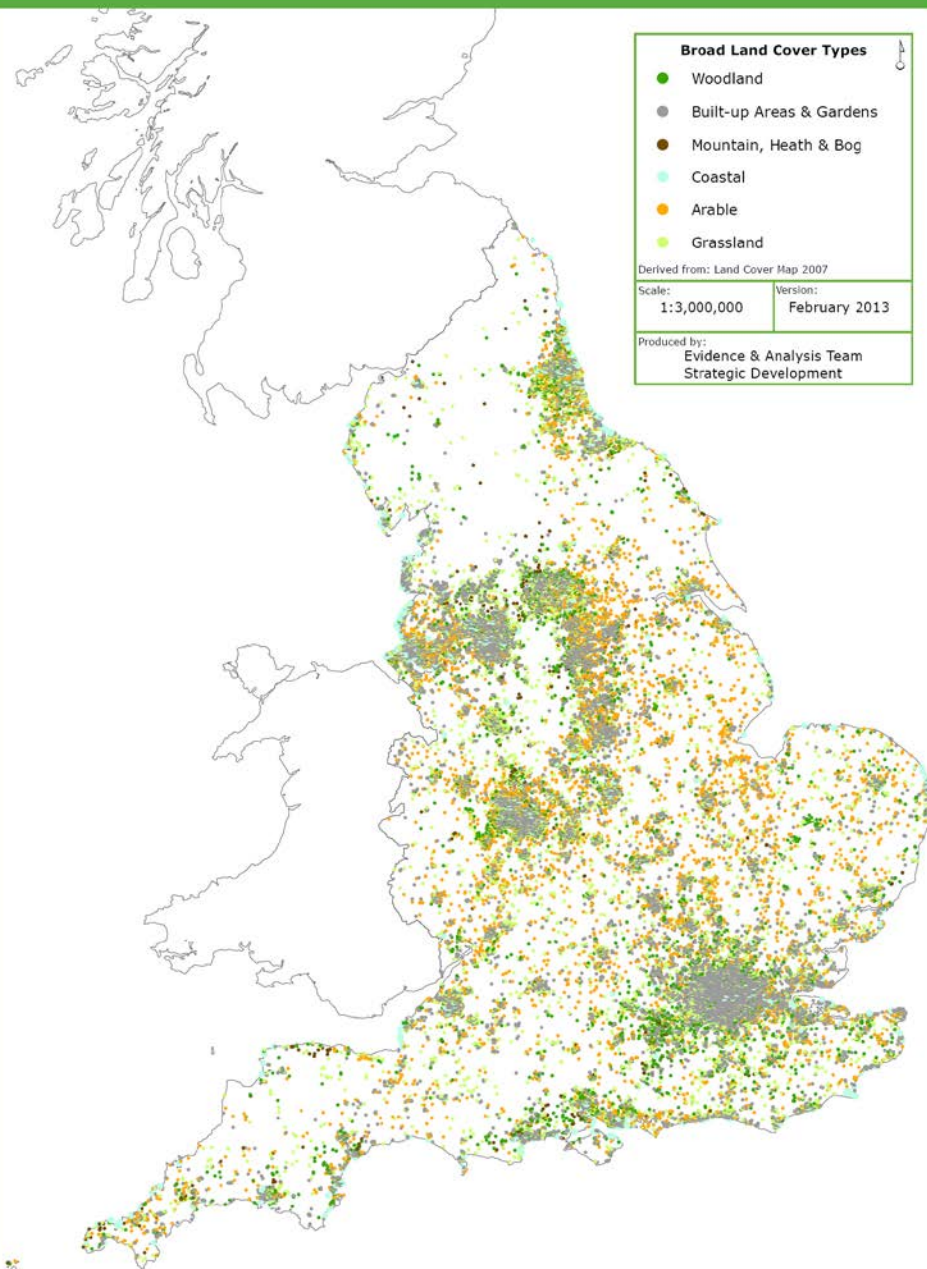 Broad Land Cover Types
Woodland
Built-up Areas & Gardens
Mountain, Heath & Bog
Coastal
Arable
Grassland
Derived from: Land Cover Map 2007
Scale:
1:3,000,000
Version:
February 2013
Produced by:
Evidence & Analysis Team
Strategic Development